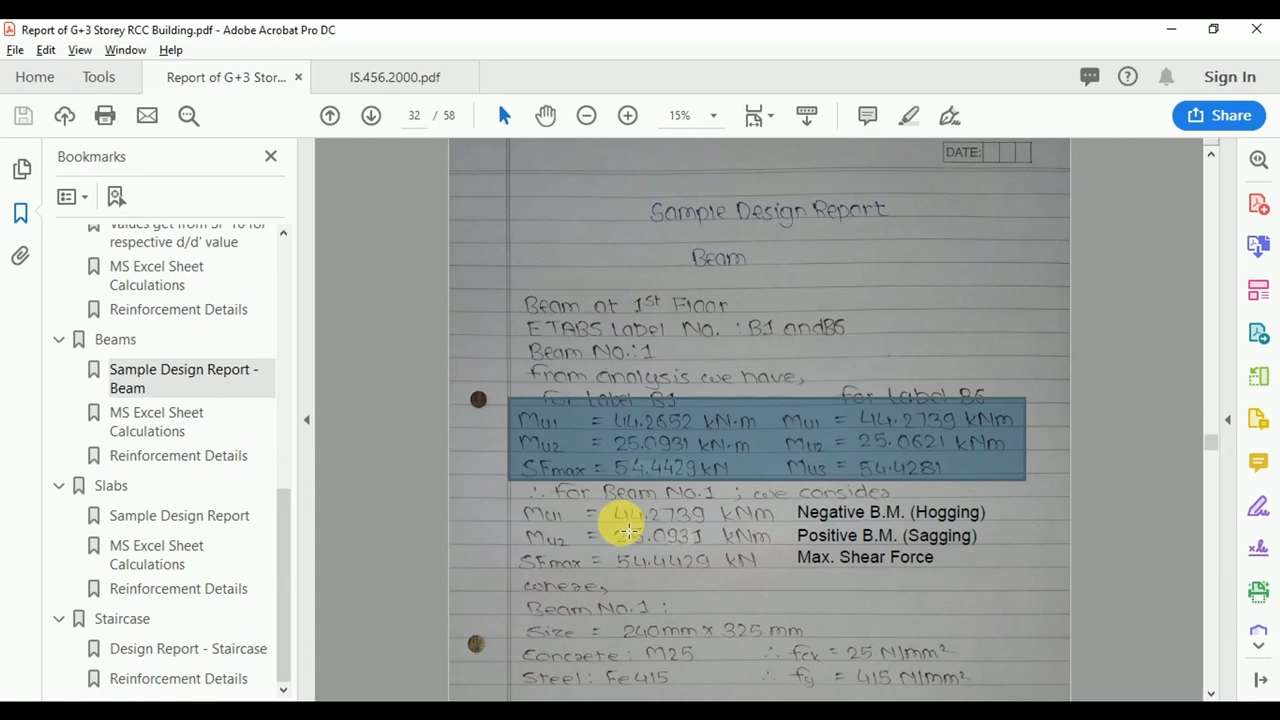 Report of G+3 Storey RCC Building.pdf - Adobe Acrobat Pro DC
File Edit View Window Help
Home Tools Report of G+3 Stor... × IS.456.2000.pdf Sign In
32 / 58 15% Share
Bookmarks
respective d/d' value
MS Excel Sheet
Calculations
Reinforcement Details
Beams
Sample Design Report -
Beam
MS Excel Sheet
Calculations
Reinforcement Details
Slabs
Sample Design Report
MS Excel Sheet
Calculations
Reinforcement Details
Staircase
Design Report - Staircase
Reinforcement Details
DATE:
Sample Design Report
Beam
Beam at 1st Floor
ETABS Label No. : B1 and B6
Beam No.:1
From analysis we have,
For Label B1 For Label B6
Mu1 = 44.2652 kN-m Mu1 = 44.2739 kNm
Mu2 = 25.0931 kN-m Mu2 = 25.0621 kNm
SFmax = 54.4429 kN Mu3 = 54.4281
∴ For Beam No.1 ; we consider
Mu1 = 44.2739 kNm Negative B.M. (Hogging)
Mu2 = 25.0931 kNm Positive B.M. (Sagging)
SFmax = 54.4429 kN Max. Shear Force
where,
Beam No.1 :
Size = 240mm x 325 mm
Concrete : M25 ∴ fck = 25 N/mm²
Steel : Fe415 ∴ fy = 415 N/mm²